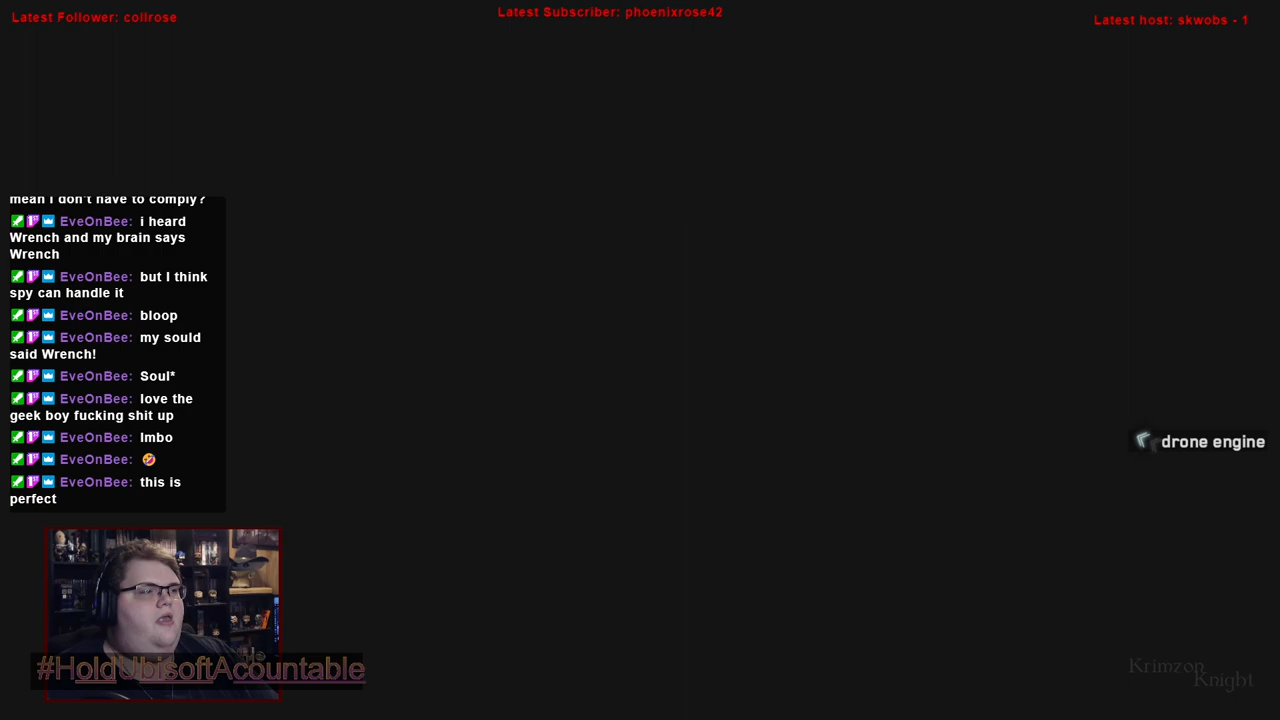 Latest Follower: collrose
Latest Subscriber: phoenixrose42
Latest host: skwobs - 1
mean I don't have to comply?
EveOnBee: i heard
Wrench and my brain says
Wrench
EveOnBee: but I think
spy can handle it
EveOnBee: bloop
EveOnBee: my sould
said Wrench!
EveOnBee: Soul*
EveOnBee: love the
geek boy fucking shit up
EveOnBee: lmbo
EveOnBee: 🤣
EveOnBee: this is
perfect
drone engine
#HoldUbisoftAcountable
Krimzon
Knight